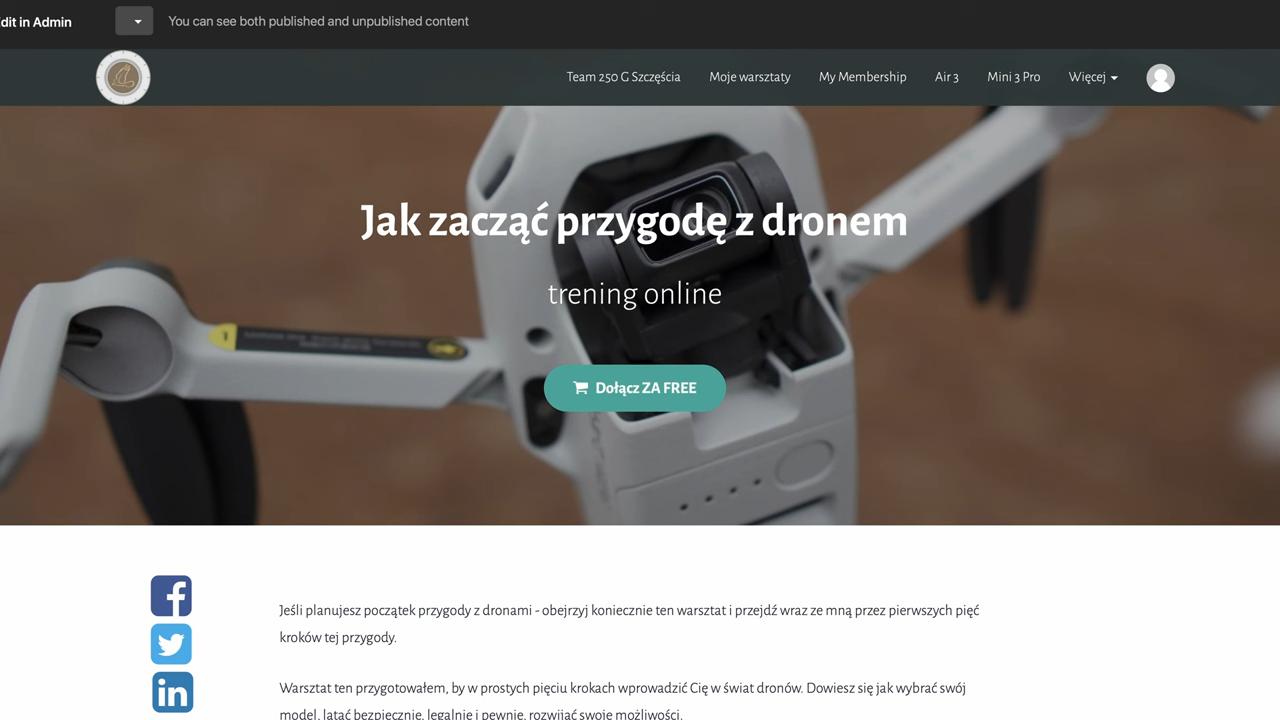 dit in Admin
You can see both published and unpublished content
Team 250 G Szczęścia
Moje warsztaty
My Membership
Air 3
Mini 3 Pro
Więcej
Jak zacząć przygodę z dronem
trening online
Dołącz ZA FREE
Jeśli planujesz początek przygody z dronami - obejrzyj koniecznie ten warsztat i przejdź wraz ze mną przez pierwszych pięć
kroków tej przygody.
Warsztat ten przygotowałem, by w prostych pięciu krokach wprowadzić Cię w świat dronów. Dowiesz się jak wybrać swój
model, latać bezpiecznie, legalnie i pewnie, rozwijać swoje możliwości.